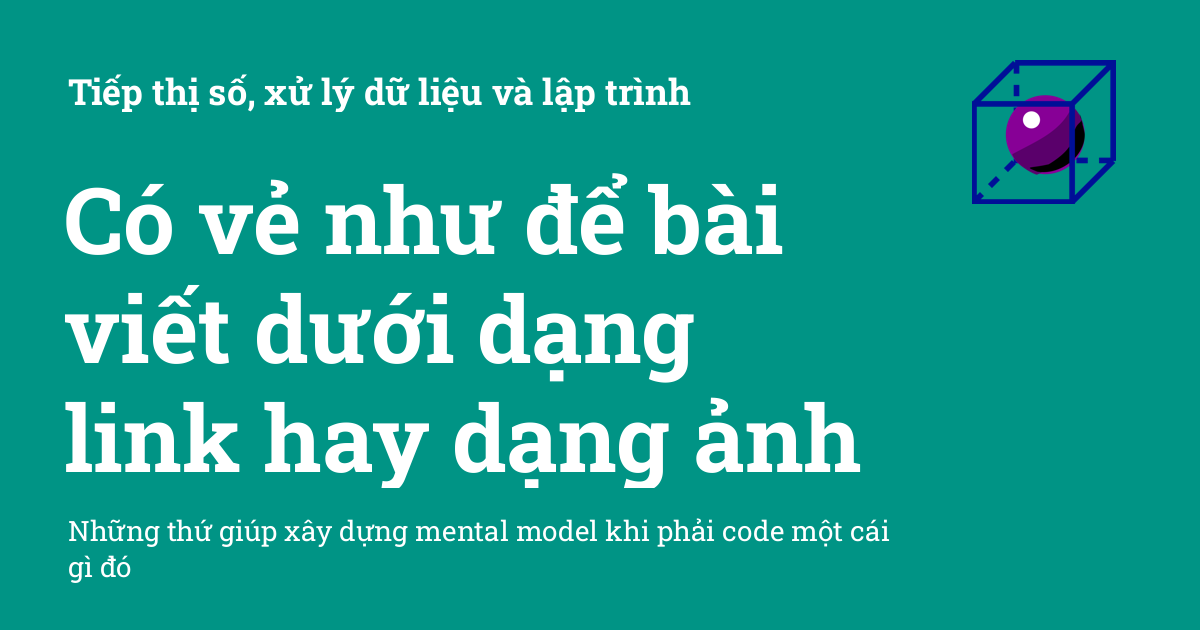 Tiếp thị số, xử lý dữ liệu và lập trình
Có vẻ như để bài
viết dưới dạng
link hay dạng ảnh
Những thứ giúp xây dựng mental model khi phải code một cái
gì đó